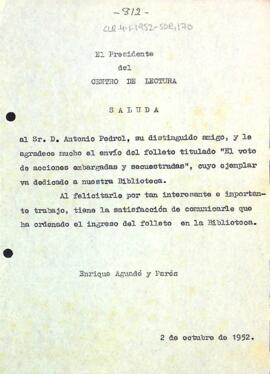 -812-
CLR.4.1-1952-SOR,170
El Presidente
del
CENTRO DE LECTURA
S A L U D A
al Sr. D. Antonio Pedrol, su distinguido amigo, y le
agradece mucho el envío del folleto titulado "El voto
de acciones embargadas y secuestradas", cuyo ejemplar
va dedicado a nuestra Biblioteca.
Al felicitarle por tan interesante e importan-
te trabajo, tiene la satisfacción de comunicarle que
ha ordenado el ingreso del folleto en la Biblioteca.
Enrique Aguadé y Parés
2 de octubre de 1952.